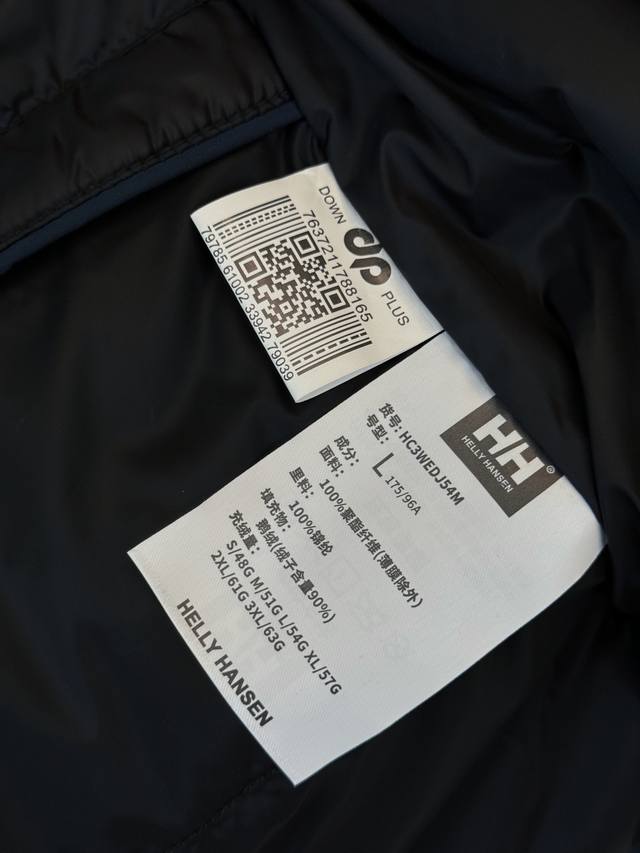 DOWN
PLUS
7637211788165
79785 61002 33942 79039
HH®
HELLY HANSEN
货号: HC3WEDJ54M
号型: L 175/96A
成分:
面料: 100%聚酯纤维(薄膜除外)
里料: 100%锦纶
填充物: 鹅绒(绒子含量90%)
充绒量:
S/48G M/51G L/54G XL/57G
2XL/61G 3XL/63G
HELLY HANSEN